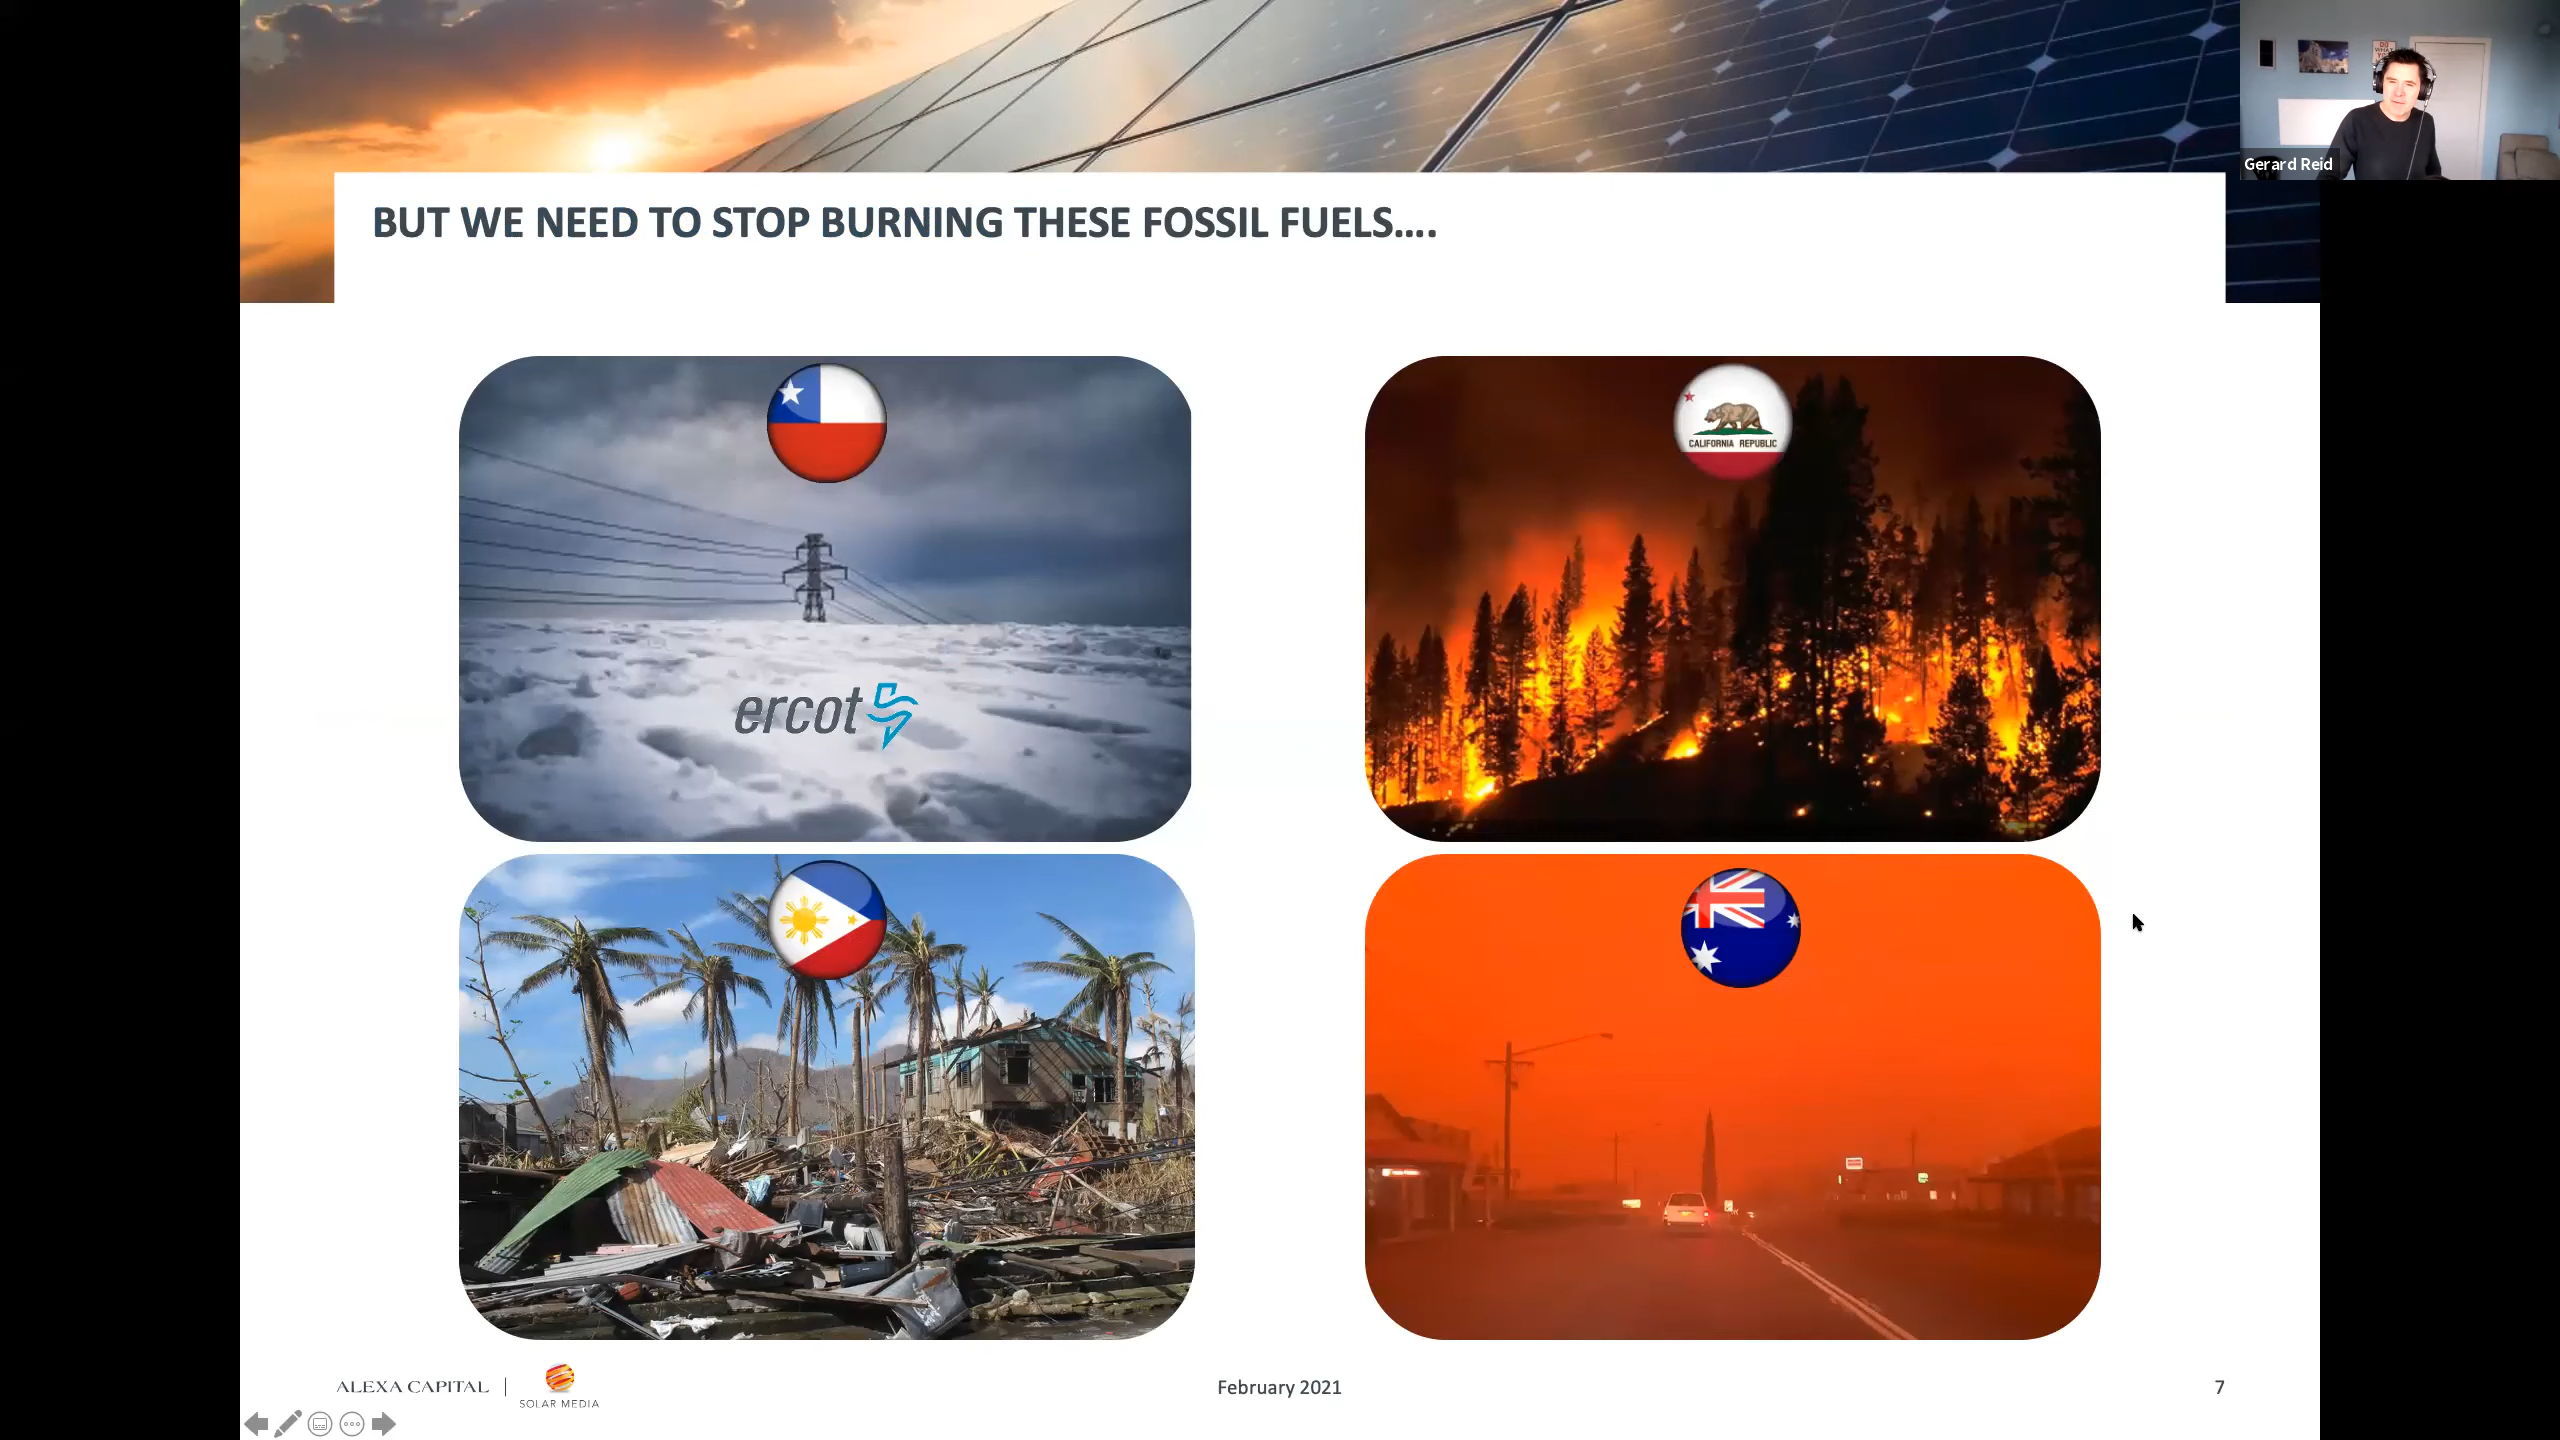 Gerard Reid
BUT WE NEED TO STOP BURNING THESE FOSSIL FUELS....
CALIFORNIA REPUBLIC
ercot
ALEXA CAPITAL
SOLAR MEDIA
February 2021
7